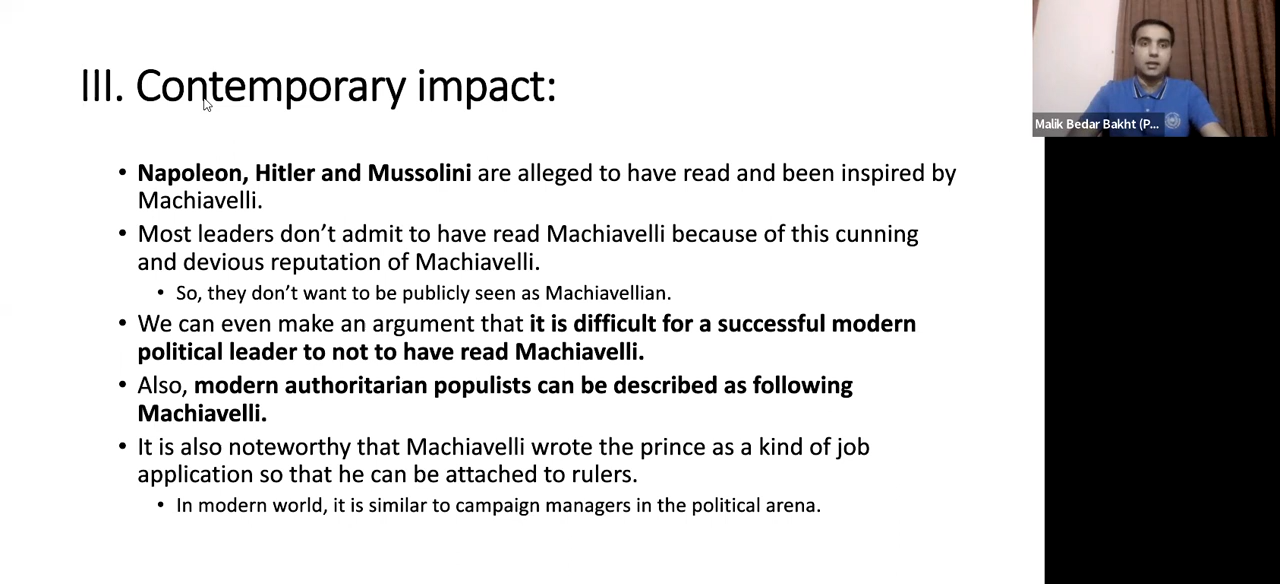 III. Contemporary impact:
• Napoleon, Hitler and Mussolini are alleged to have read and been inspired by
Machiavelli.
• Most leaders don’t admit to have read Machiavelli because of this cunning
and devious reputation of Machiavelli.
• So, they don’t want to be publicly seen as Machiavellian.
• We can even make an argument that it is difficult for a successful modern
political leader to not to have read Machiavelli.
• Also, modern authoritarian populists can be described as following
Machiavelli.
• It is also noteworthy that Machiavelli wrote the prince as a kind of job
application so that he can be attached to rulers.
• In modern world, it is similar to campaign managers in the political arena.
Malik Bedar Bakht (P...